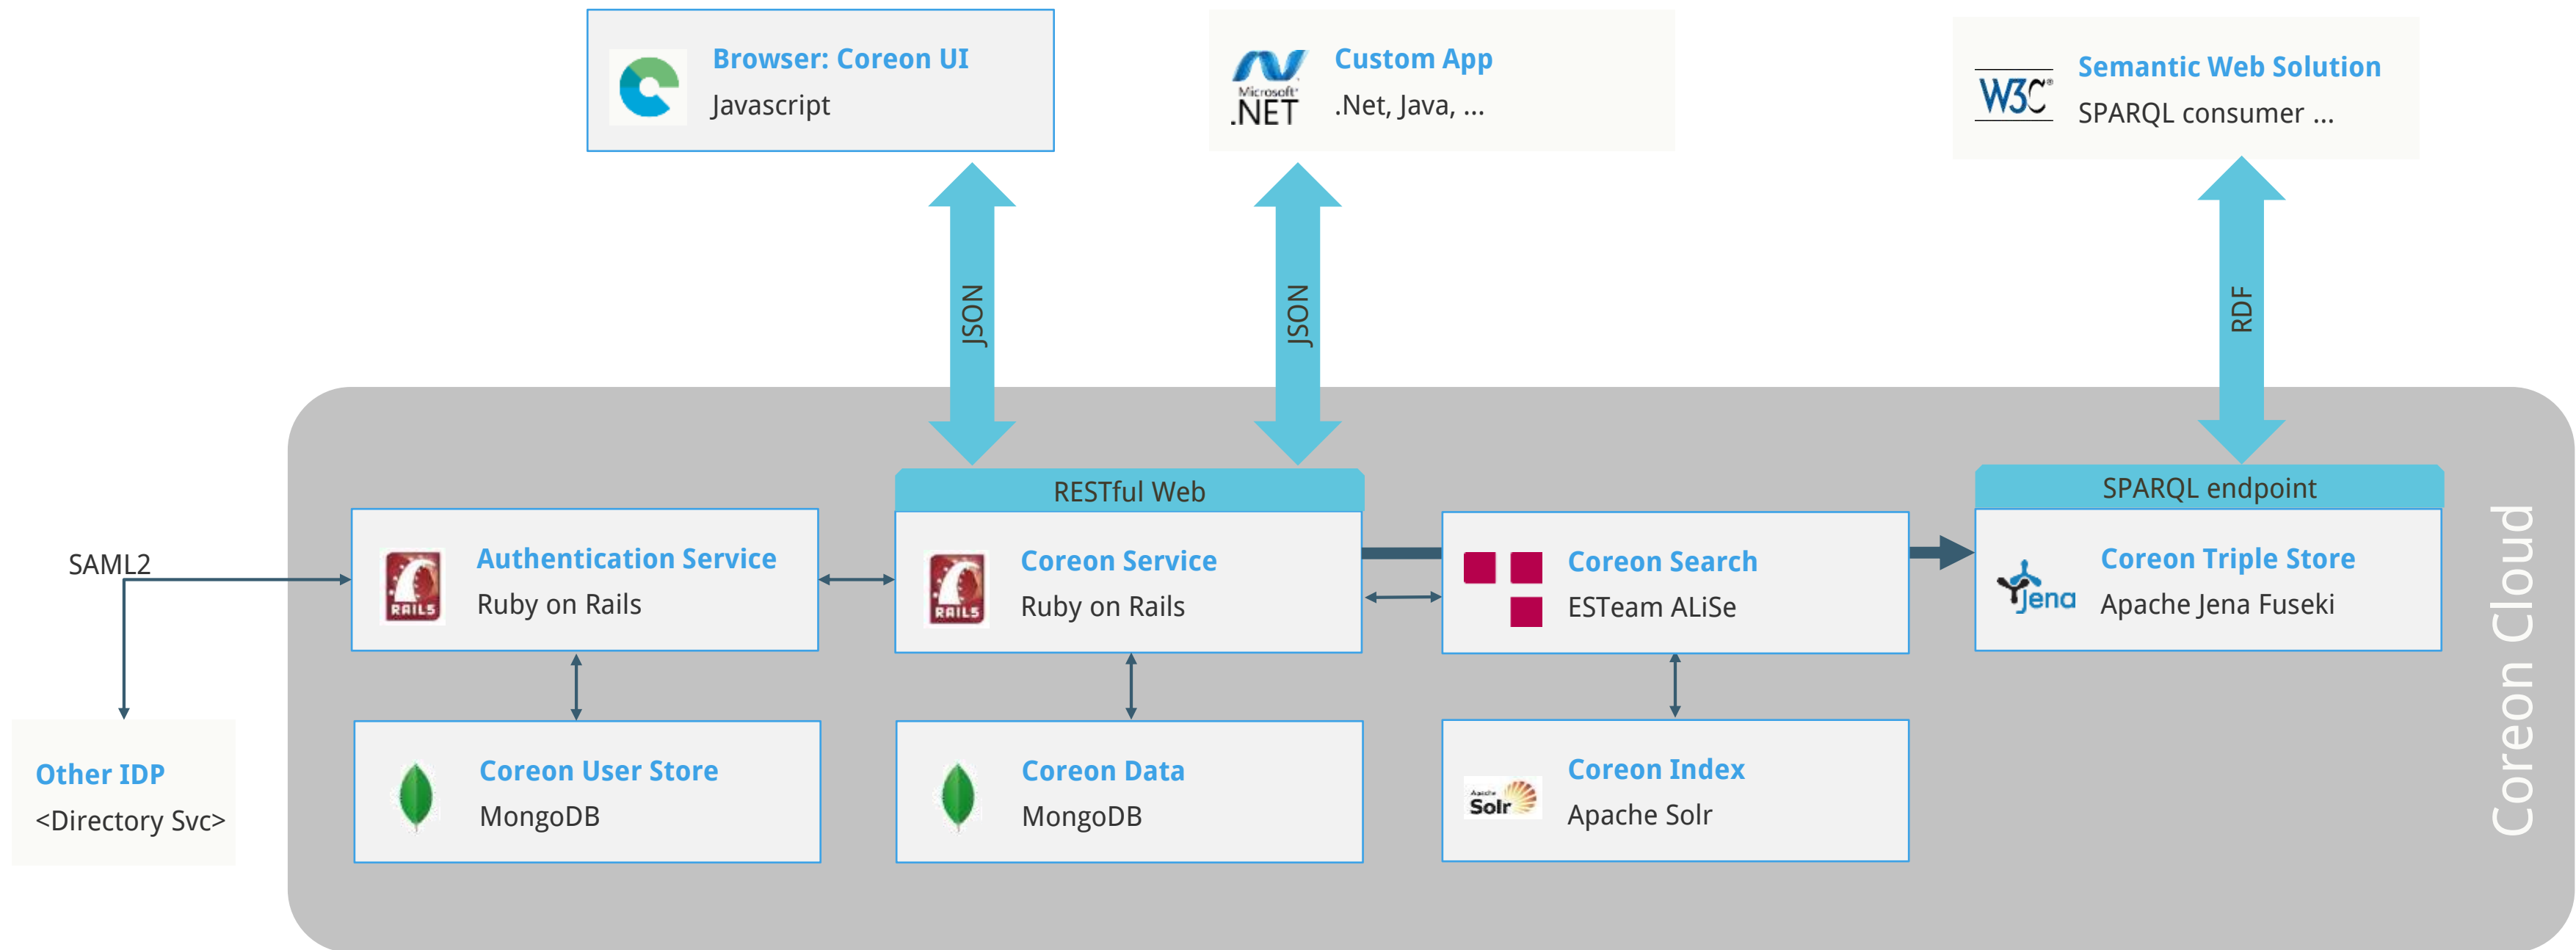 Browser: Coreon UI
Javascript
Microsoft
.NET
Custom App
.Net, Java, ...
W3C®
Semantic Web Solution
SPARQL consumer ...
JSON
JSON
RDF
RESTful Web
SPARQL endpoint
SAML2
RAILS
Authentication Service
Ruby on Rails
RAILS
Coreon Service
Ruby on Rails
Coreon Search
ESTeam ALiSe
Jena
Coreon Triple Store
Apache Jena Fuseki
Other IDP
<Directory Svc>
Coreon User Store
MongoDB
Coreon Data
MongoDB
Apache
Solr
Coreon Index
Apache Solr
Coreon Cloud